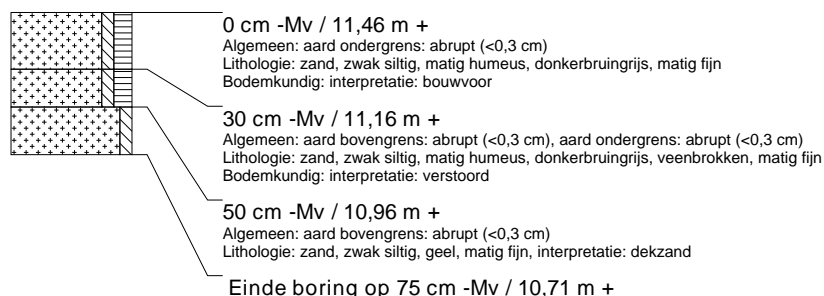 0 cm -Mv / 11,46 m +
Algemeen: aard ondergrens: abrupt (<0,3 cm)
Lithologie: zand, zwak siltig, matig humeus, donkerbruingrijs, matig fijn
Bodemkundig: interpretatie: bouwvoor
30 cm -Mv / 11,16 m +
Algemeen: aard bovengrens: abrupt (<0,3 cm), aard ondergrens: abrupt (<0,3 cm)
Lithologie: zand, zwak siltig, matig humeus, donkerbruingrijs, veenbrokken, matig fijn
Bodemkundig: interpretatie: verstoord
50 cm -Mv / 10,96 m +
Algemeen: aard bovengrens: abrupt (<0,3 cm)
Lithologie: zand, zwak siltig, geel, matig fijn, interpretatie: dekzand
Einde boring op 75 cm -Mv / 10,71 m +